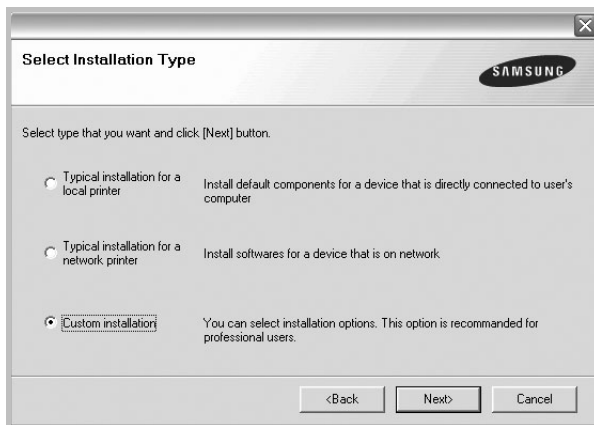 Select Installation Type
SAMSUNG
Select type that you want and click [Next] button.
Typical installation for a
local printer
Install default components for a device that is directly connected to user's
computer
Typical installation for a
network printer
Install softwares for a device that is on network
Custom installation
You can select installation options. This option is recommanded for
professional users.
<Back
Next>
Cancel